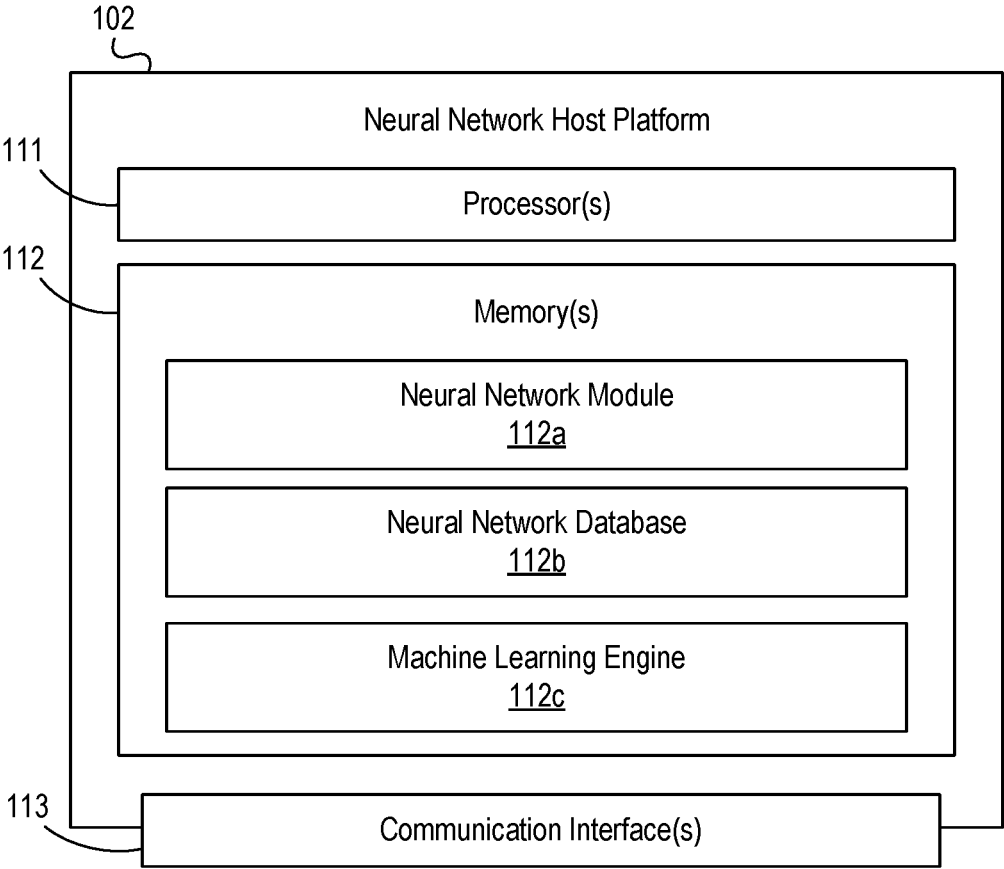 102
Neural Network Host Platform
111
Processor(s)
112
Memory(s)
Neural Network Module
112a
Neural Network Database
112b
Machine Learning Engine
112c
113
Communication Interface(s)